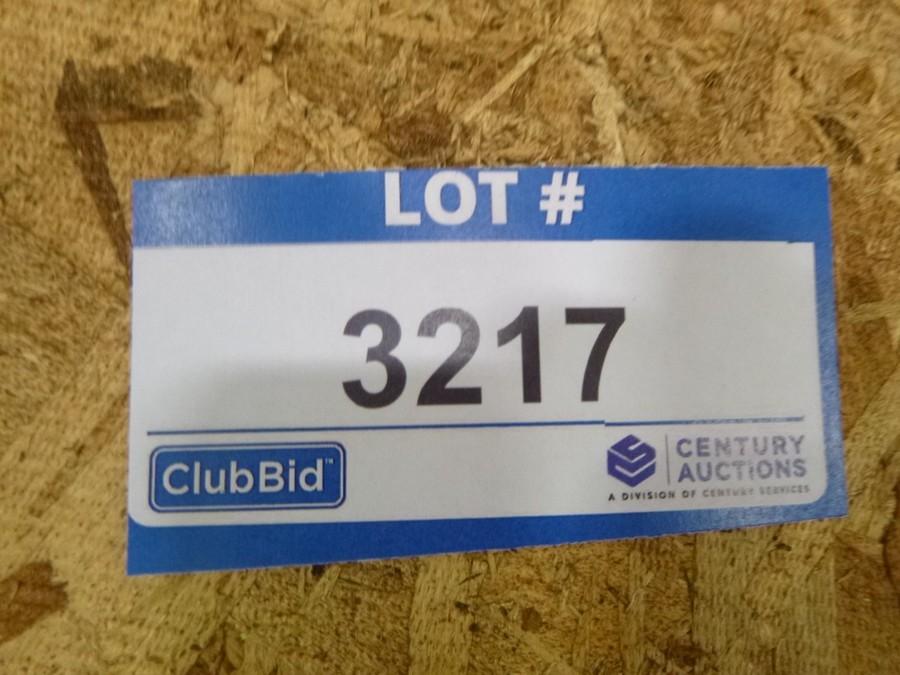 LOT #
3217
ClubBid™
CENTURY
AUCTIONS
A DIVISION OF CENTURY SERVICES